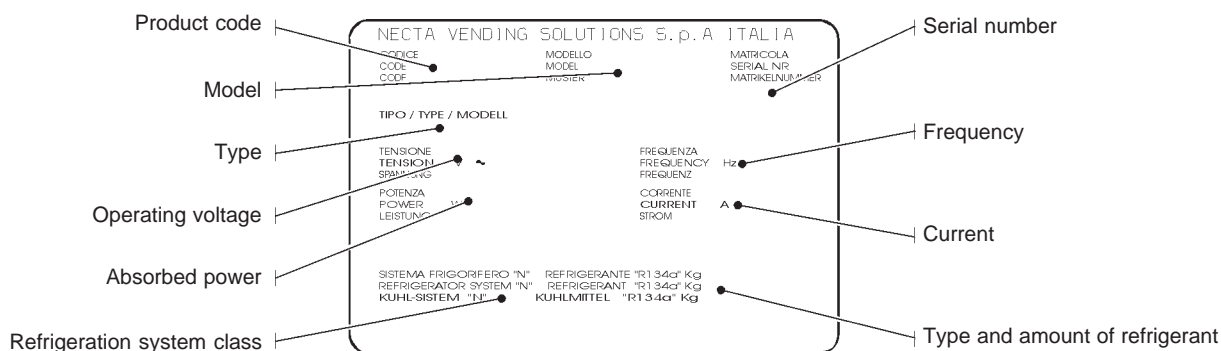 Product code
Model
Type
Operating voltage
Absorbed power
Refrigeration system class
NECTA VENDING SOLUTIONS S.p.A ITALIA
CODICE MODELLO MATRICOLA
CODE MODEL SERIAL NR
CODE MUSTER MATRIKELNUMMER
TIPO / TYPE / MODELL
TENSIONE FREQUENZA
TENSION V ~ FREQUENCY Hz
SPANNUNG FREQUENZ
POTENZA CORRENTE
POWER W CURRENT A
LEISTUNG STROM
SISTEMA FRIGORIFERO "N" REFRIGERANTE "R134a" Kg
REFRIGERATOR SYSTEM "N" REFRIGERANT "R134a" Kg
KUHL-SISTEM "N" KUHLMITTEL "R134a" Kg
Serial number
Frequency
Current
Type and amount of refrigerant